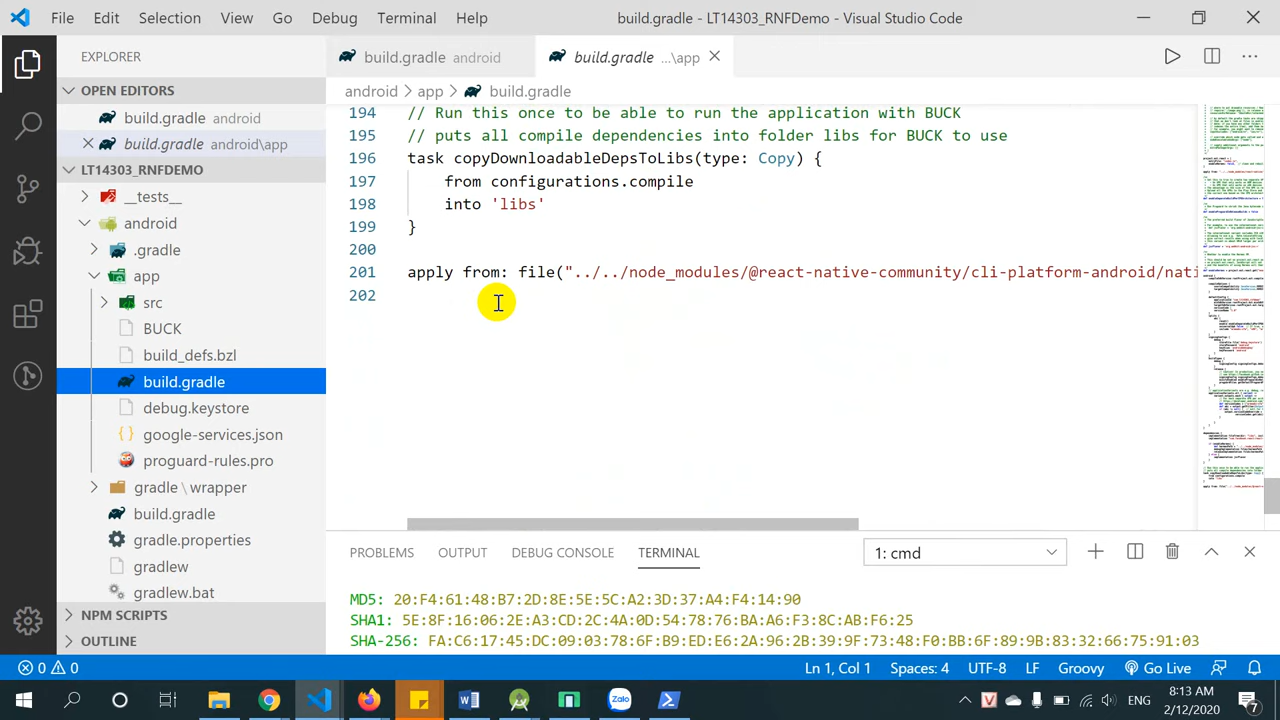 File Edit Selection View Go Debug Terminal Help build.gradle - LT14303_RNFDemo - Visual Studio Code
EXPLORER
OPEN EDITORS
build.gradle android
build.gradle android\app
LT14303_RNFDEMO
__tests__
android
.gradle
app
src
BUCK
build_defs.bzl
build.gradle
debug.keystore
google-services.json
proguard-rules.pro
gradle \ wrapper
build.gradle
gradle.properties
gradlew
gradlew.bat
NPM SCRIPTS
OUTLINE
build.gradle android
build.gradle ...\app
android > app > build.gradle
194 // Run this once to be able to run the application with BUCK
195 // puts all compile dependencies into folder libs for BUCK to use
196 task copyDownloadableDepsToLibs(type: Copy) {
197 from configurations.compile
198 into 'libs'
199 }
200
201 apply from: file("../../node_modules/@react-native-community/cli-platform-android/nati
202
PROBLEMS OUTPUT DEBUG CONSOLE TERMINAL 1: cmd
MD5: 20:F4:61:48:B7:2D:8E:5E:5C:A2:3D:37:A4:F4:14:90
SHA1: 5E:8F:16:06:2E:A3:CD:2C:4A:0D:54:78:76:BA:A6:F3:8C:AB:F6:25
SHA-256: FA:C6:17:45:DC:09:03:78:6F:B9:ED:E6:2A:96:2B:39:9F:73:48:F0:BB:6F:89:9B:83:32:66:75:91:03
0 0 Ln 1, Col 1 Spaces: 4 UTF-8 LF Groovy Go Live
Zalo
ENG
8:13 AM
2/12/2020
7